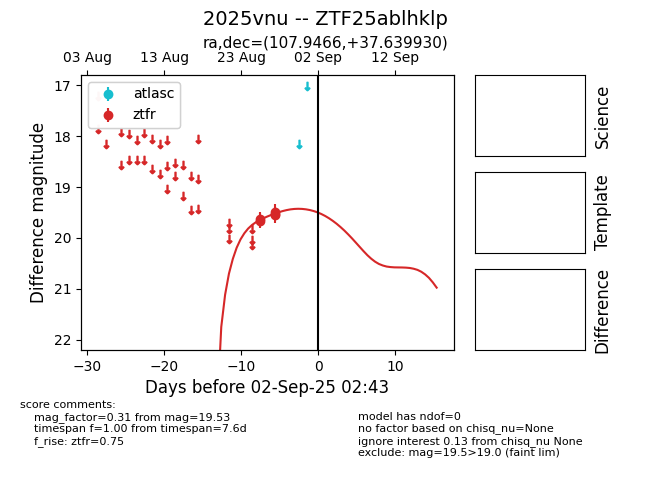 2025vnu -- ZTF25ablhklp
ra,dec=(107.9466,+37.639930)
03 Aug 13 Aug 23 Aug 02 Sep 12 Sep
atlasc
ztfr
17
18
19
20
21
22
Difference magnitude
−30 −20 −10 0 10
Days before 02-Sep-25 02:43
Science
Template
Difference
score comments:
mag_factor=0.31 from mag=19.53
timespan f=1.00 from timespan=7.6d
f_rise: ztfr=0.75
model has ndof=0
no factor based on chisq_nu=None
ignore interest 0.13 from chisq_nu None
exclude: mag=19.5>19.0 (faint lim)